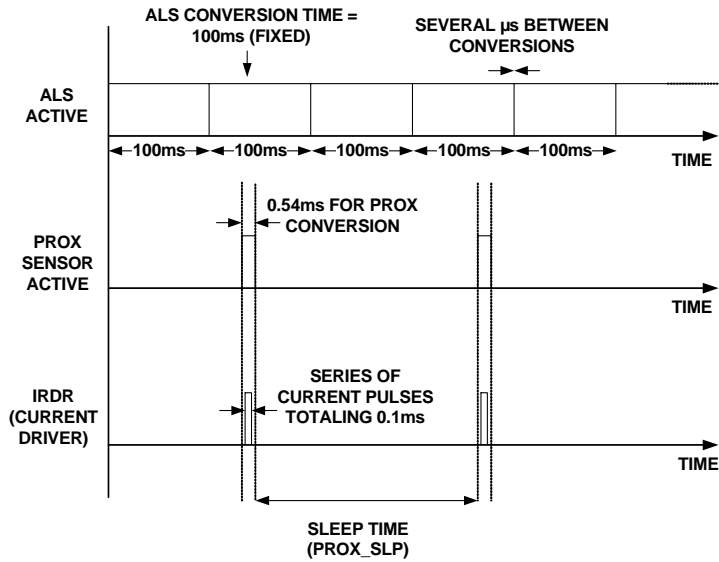 ALS CONVERSION TIME =
100ms (FIXED)
SEVERAL µs BETWEEN
CONVERSIONS
ALS
ACTIVE
100ms
100ms
100ms
100ms
100ms
TIME
0.54ms FOR PROX
CONVERSION
PROX
SENSOR
ACTIVE
TIME
SERIES OF
CURRENT PULSES
TOTALING 0.1ms
IRDR
(CURRENT
DRIVER)
TIME
SLEEP TIME
(PROX_SLP)